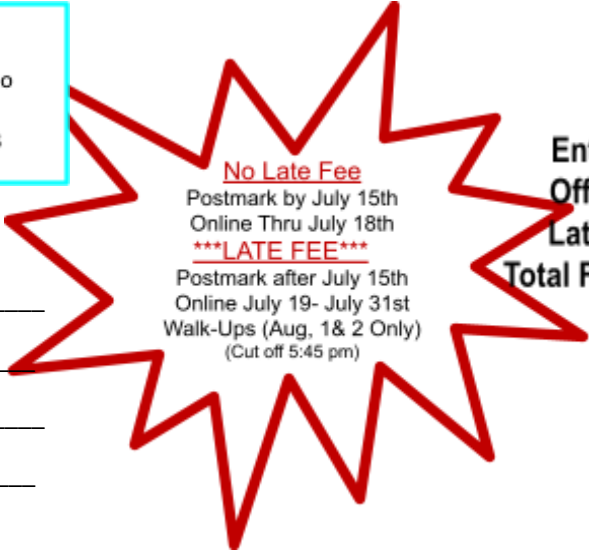 No Late Fee
Postmark by July 15th
Online Thru July 18th
***LATE FEE***
Postmark after July 15th
Online July 19- July 31st
Walk-Ups (Aug, 1& 2 Only)
(Cut off 5:45 pm)
Total